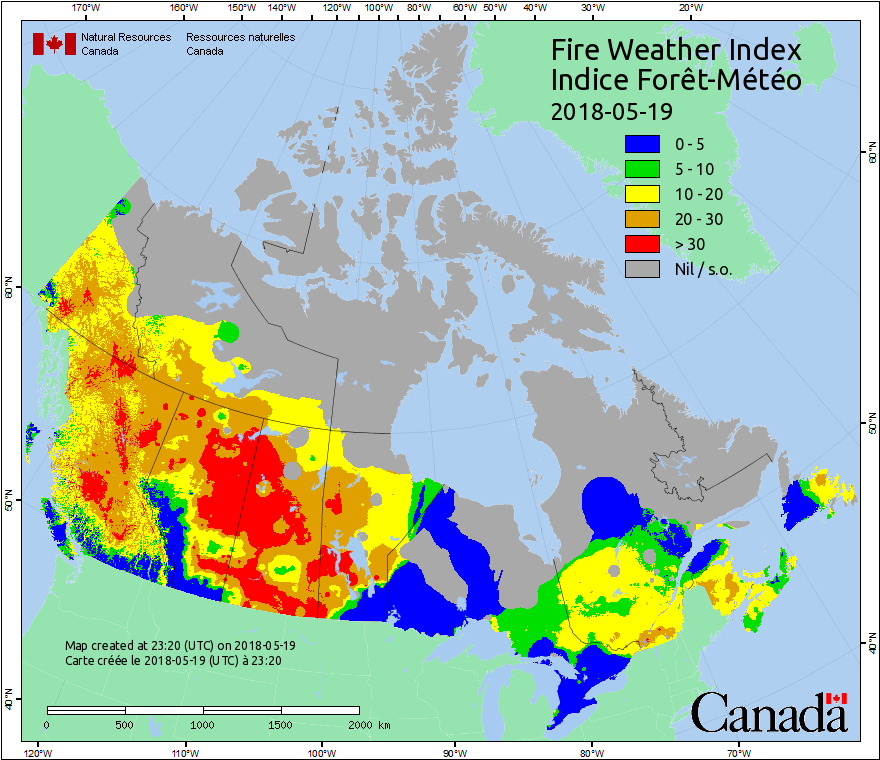 170°W 160°W 150°W 140°W 130°W 120°W 110°W 100°W 90°W 80°W 60°W 50°W 40°W 30°W 20°W
Natural Resources Ressources naturelles
Canada Canada
Fire Weather Index
Indice Forêt-Météo
2018-05-19
0 - 5
5 - 10
10 - 20
20 - 30
> 30
Nil / s.o.
60°N
60°N
50°N
50°N
40°N
40°N
Map created at 23:20 (UTC) on 2018-05-19
Carte créée le 2018-05-19 (UTC) à 23:20
0 500 1000 1500 2000 km
Canada
120°W 110°W 100°W 90°W 80°W 70°W